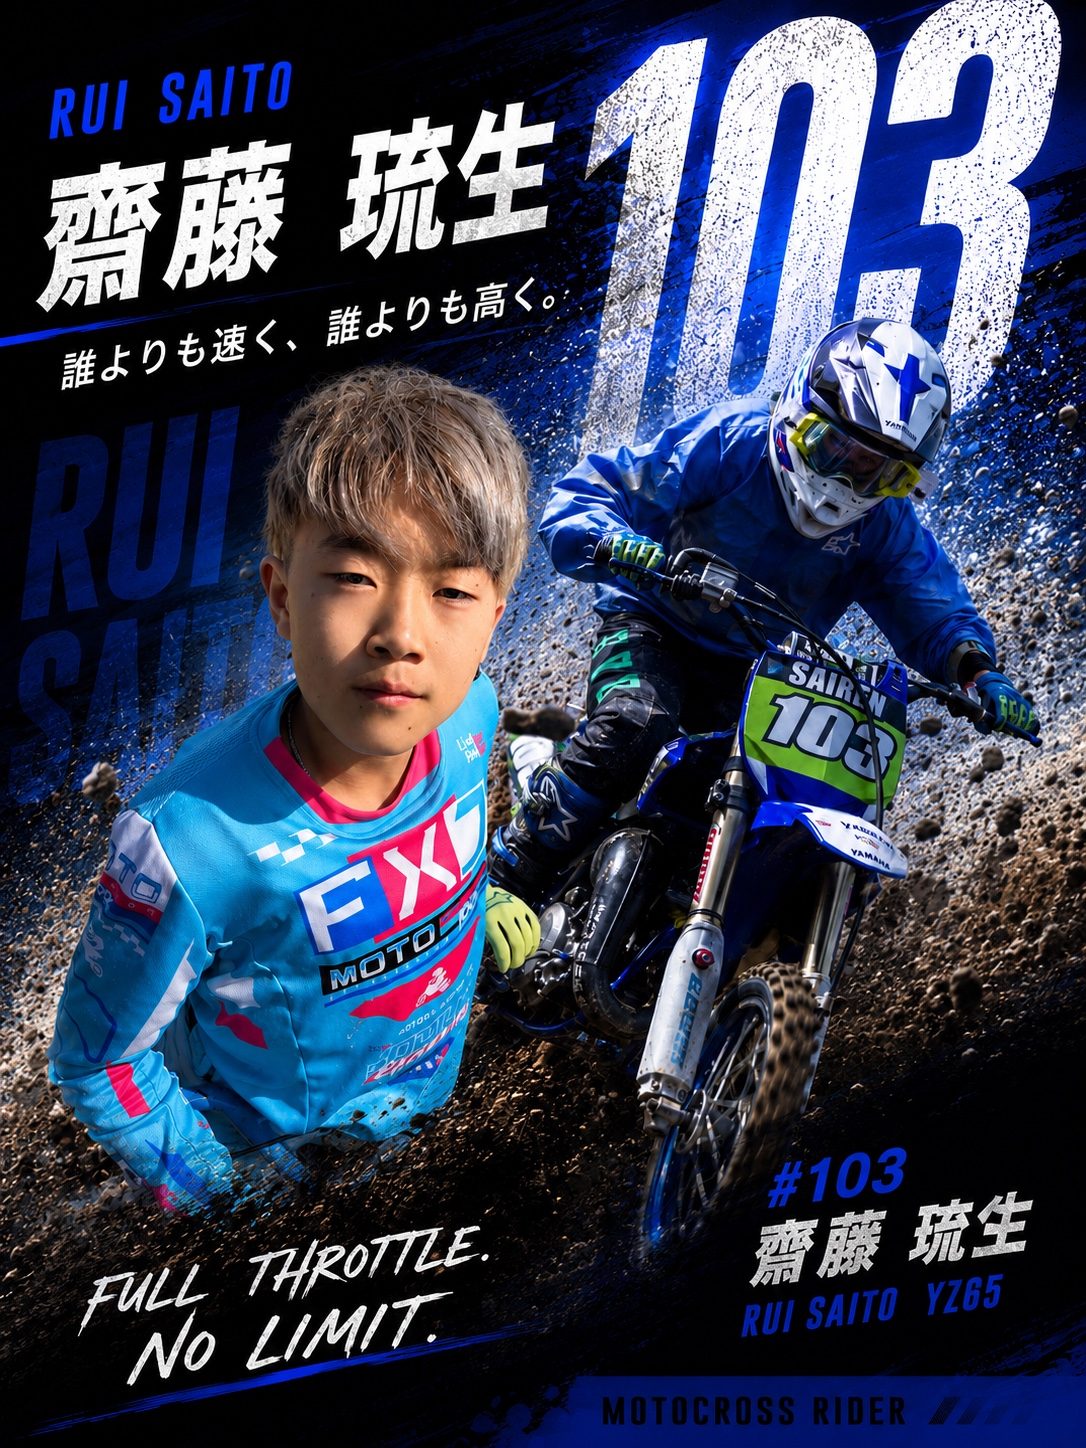 RUI SAITO
齋藤 琉生
103
誰よりも速く、誰よりも高く。
RUI
SAITO
SAIREN
103
YAMAHA
FXD
MOTO
#103
齋藤 琉生
RUI SAITO YZ65
FULL THROTTLE.
NO LIMIT.
MOTOCROSS RIDER